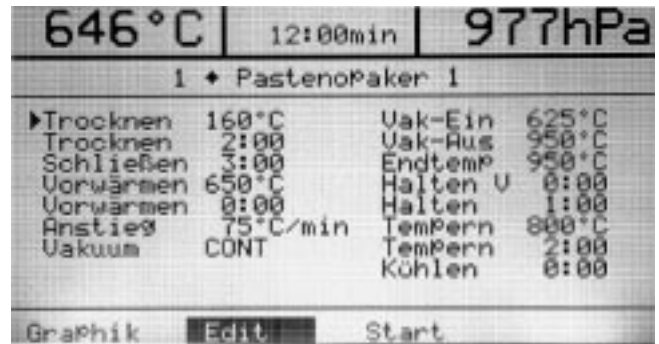 646°C 12:00min 977hPa
1 ◆ Pastenopaker 1
▶Trocknen 160°C Vak-Ein 625°C
Trocknen 2:00 Vak-Aus 950°C
Schließen 3:00 Endtemp 950°C
Vorwärmen 650°C Halten V 0:00
Vorwärmen 0:00 Halten 1:00
Anstieg 75°C/min Tempern 800°C
Vakuum CONT Tempern 2:00
Kühlen 0:00
Graphik Edit Start